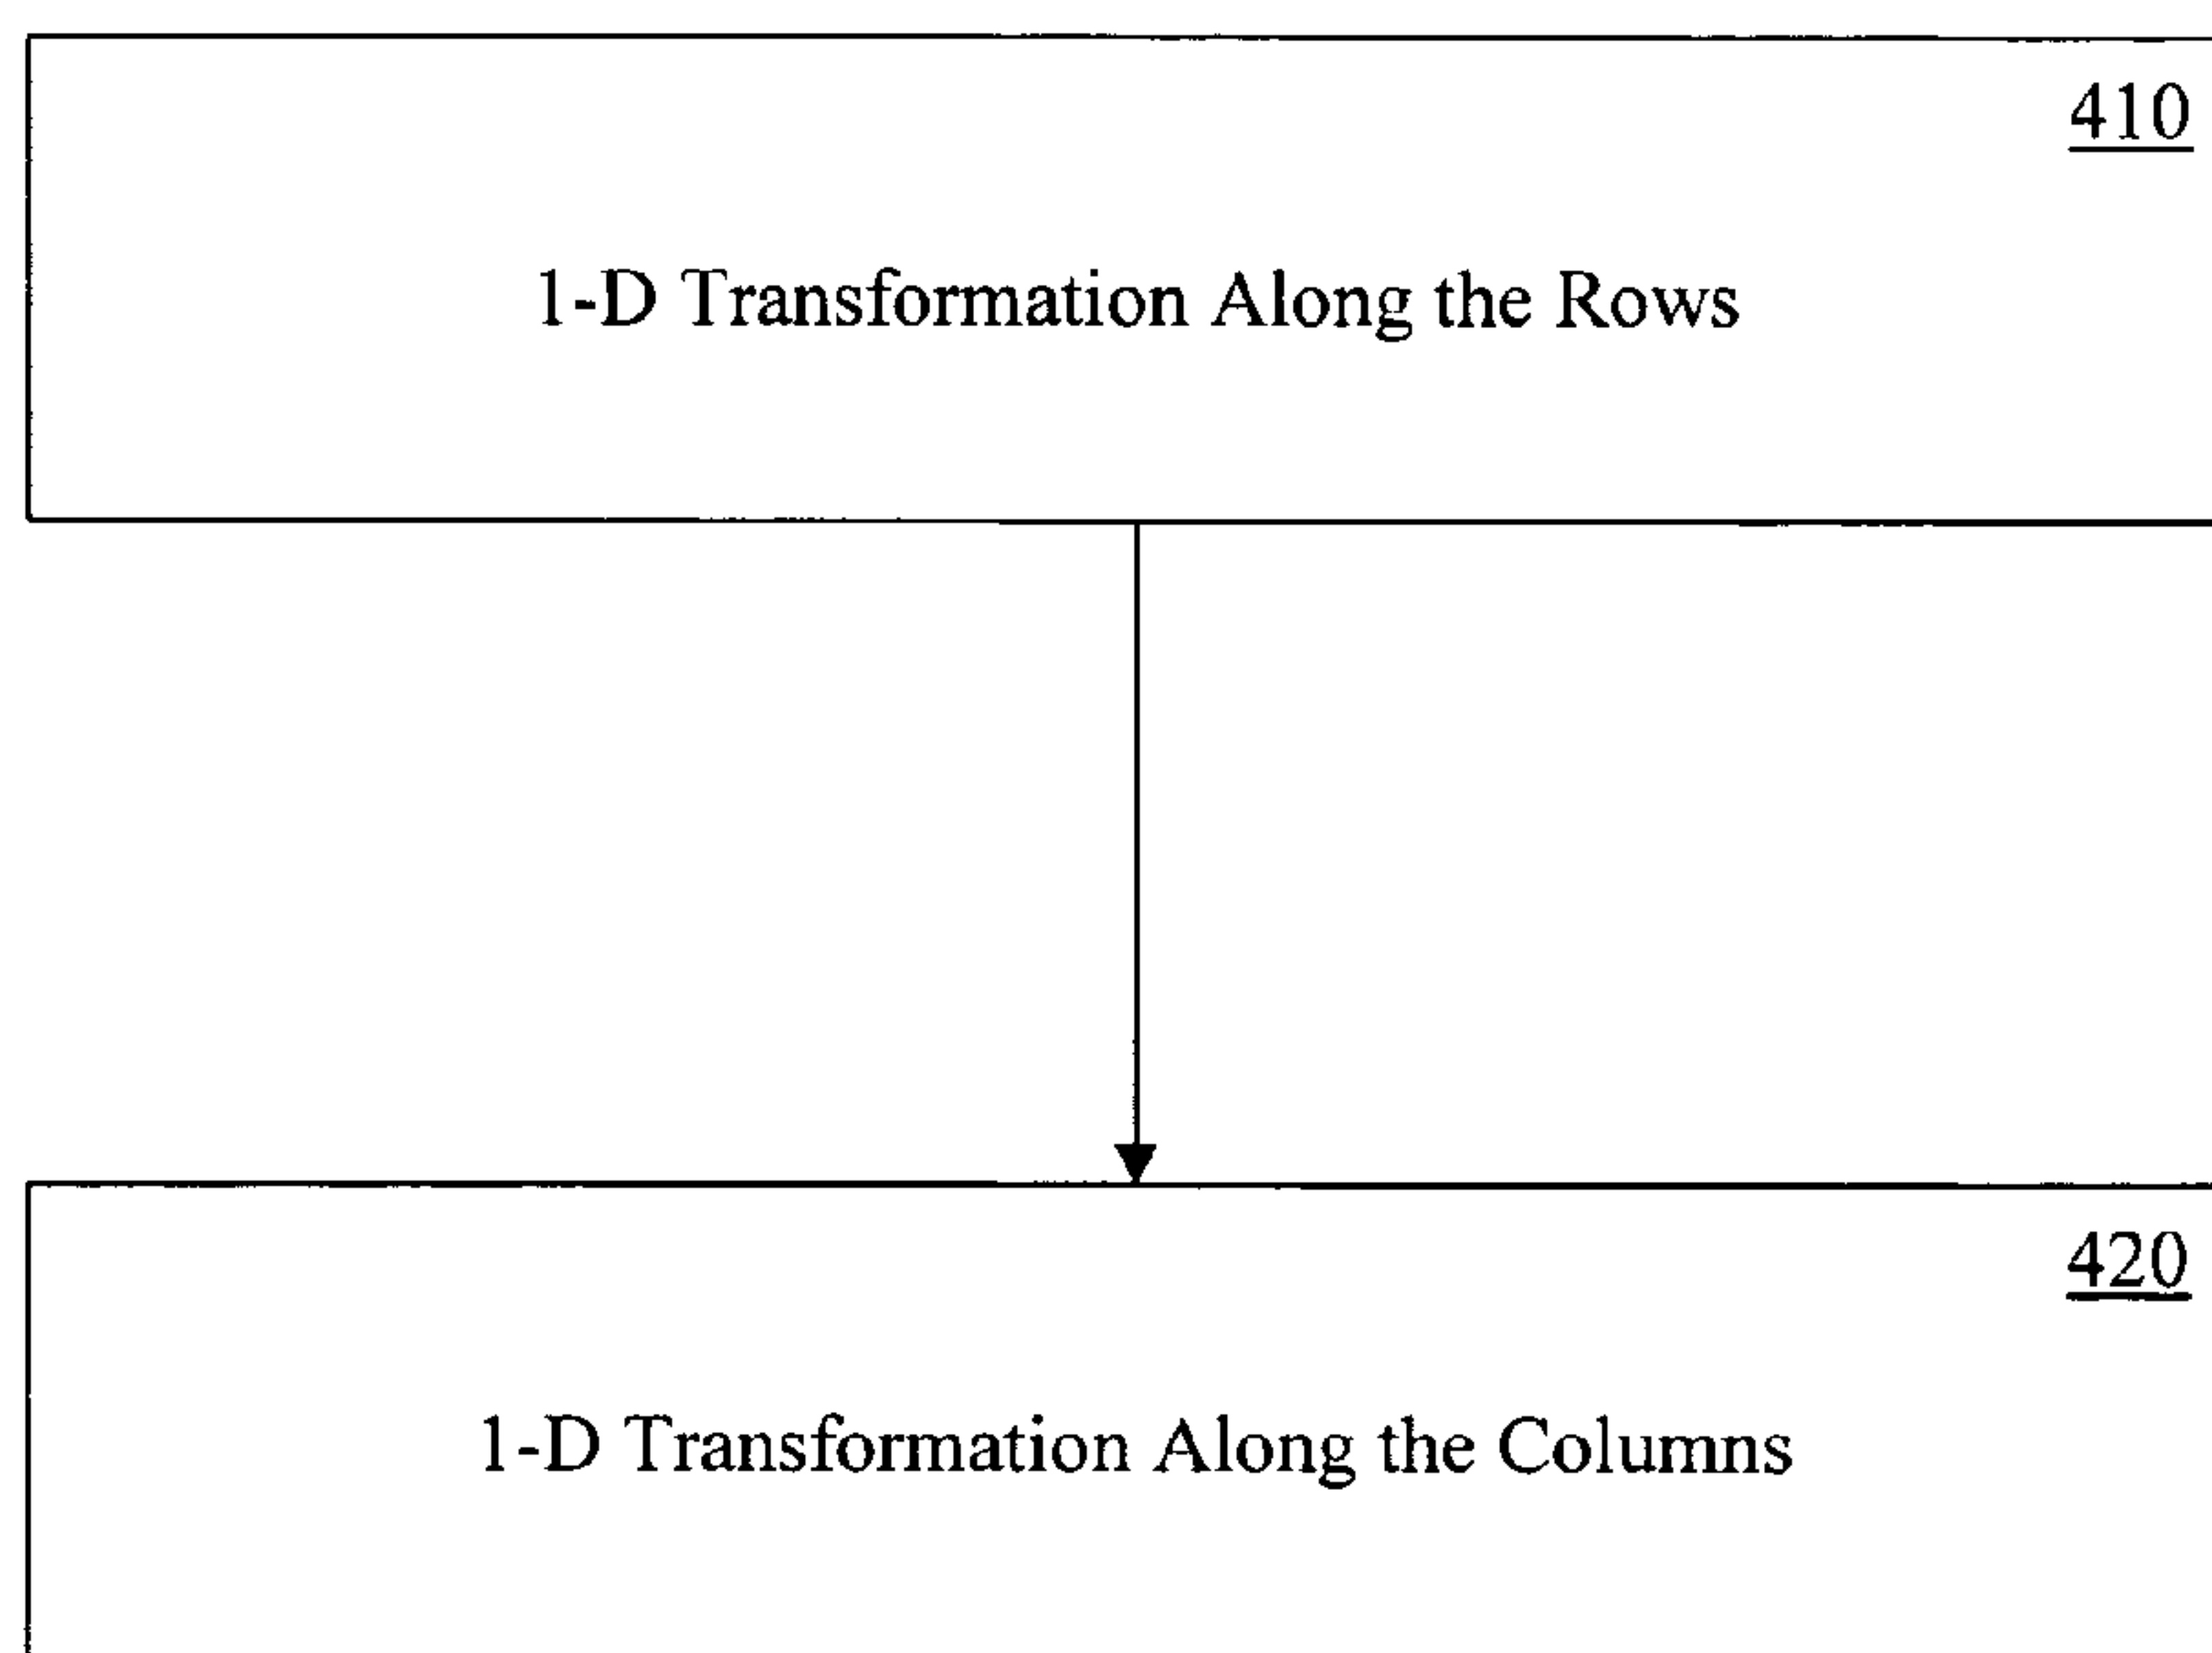 410
1-D Transformation Along the Rows
420
1-D Transformation Along the Columns